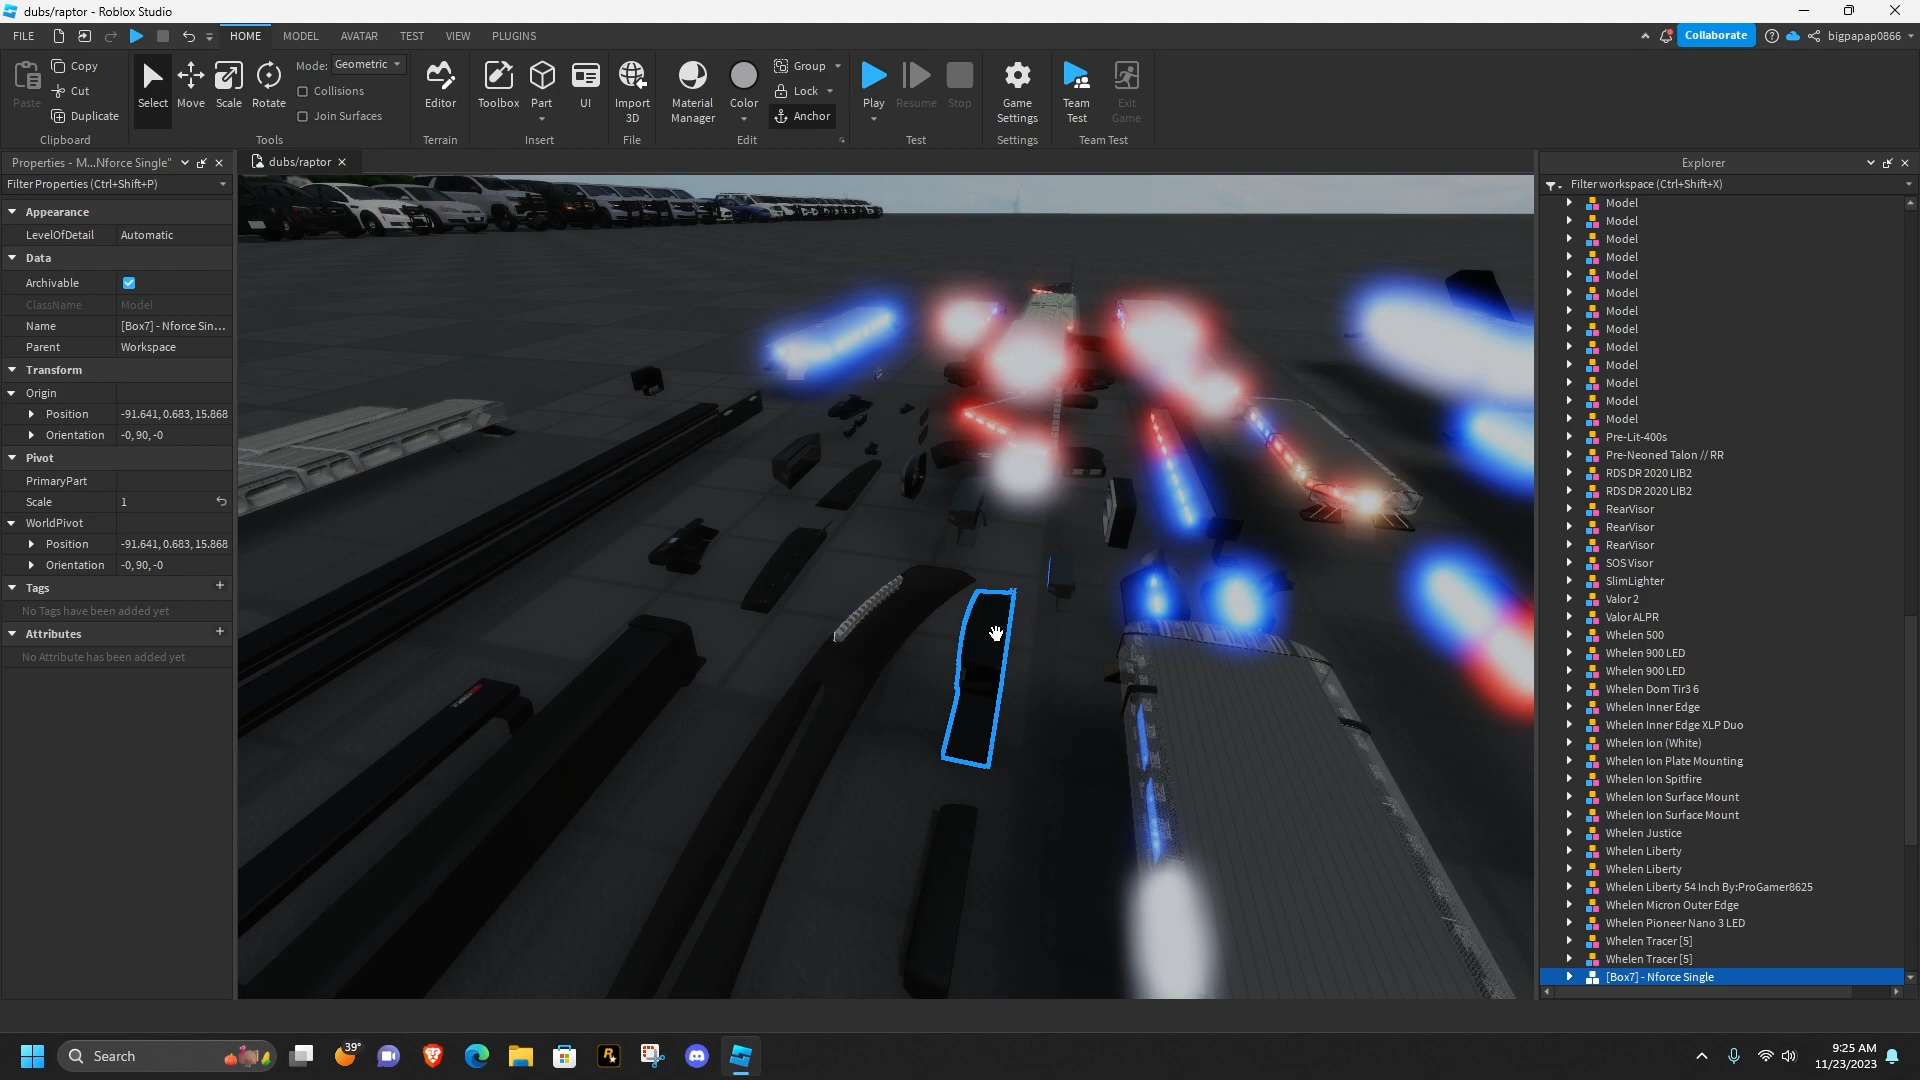 dubs/raptor - Roblox Studio
FILE
HOME
MODEL
AVATAR
TEST
VIEW
PLUGINS
Collaborate
bigpapap0866
Paste
Copy
Cut
Duplicate
Clipboard
Select
Move
Scale
Rotate
Mode:
Geometric
Collisions
Join Surfaces
Tools
Editor
Terrain
Toolbox
Part
UI
Insert
Import
3D
File
Material
Manager
Color
Group
Lock
Anchor
Edit
Play
Resume
Stop
Test
Game
Settings
Settings
Team
Test
Exit
Game
Team Test
Properties - M...Nforce Single"
Filter Properties (Ctrl+Shift+P)
Appearance
LevelOfDetail Automatic
Data
Archivable
ClassName Model
Name [Box7] - Nforce Sin...
Parent Workspace
Transform
Origin
Position -91.641, 0.683, 15.868
Orientation -0, 90, -0
Pivot
PrimaryPart
Scale 1
WorldPivot
Position -91.641, 0.683, 15.868
Orientation -0, 90, -0
Tags
No Tags have been added yet
Attributes
No Attribute has been added yet
dubs/raptor
Explorer
Filter workspace (Ctrl+Shift+X)
Model
Model
Model
Model
Model
Model
Model
Model
Model
Model
Model
Model
Model
Pre-Lit-400s
Pre-Neoned Talon // RR
RDS DR 2020 LIB2
RDS DR 2020 LIB2
RearVisor
RearVisor
RearVisor
SOS Visor
SlimLighter
Valor 2
Valor ALPR
Whelen 500
Whelen 900 LED
Whelen 900 LED
Whelen Dom Tir3 6
Whelen Inner Edge
Whelen Inner Edge XLP Duo
Whelen Ion (White)
Whelen Ion Plate Mounting
Whelen Ion Spitfire
Whelen Ion Surface Mount
Whelen Ion Surface Mount
Whelen Justice
Whelen Liberty
Whelen Liberty
Whelen Liberty 54 Inch By:ProGamer8625
Whelen Micron Outer Edge
Whelen Pioneer Nano 3 LED
Whelen Tracer [5]
Whelen Tracer [5]
[Box7] - Nforce Single
Search
39°
9:25 AM
11/23/2023